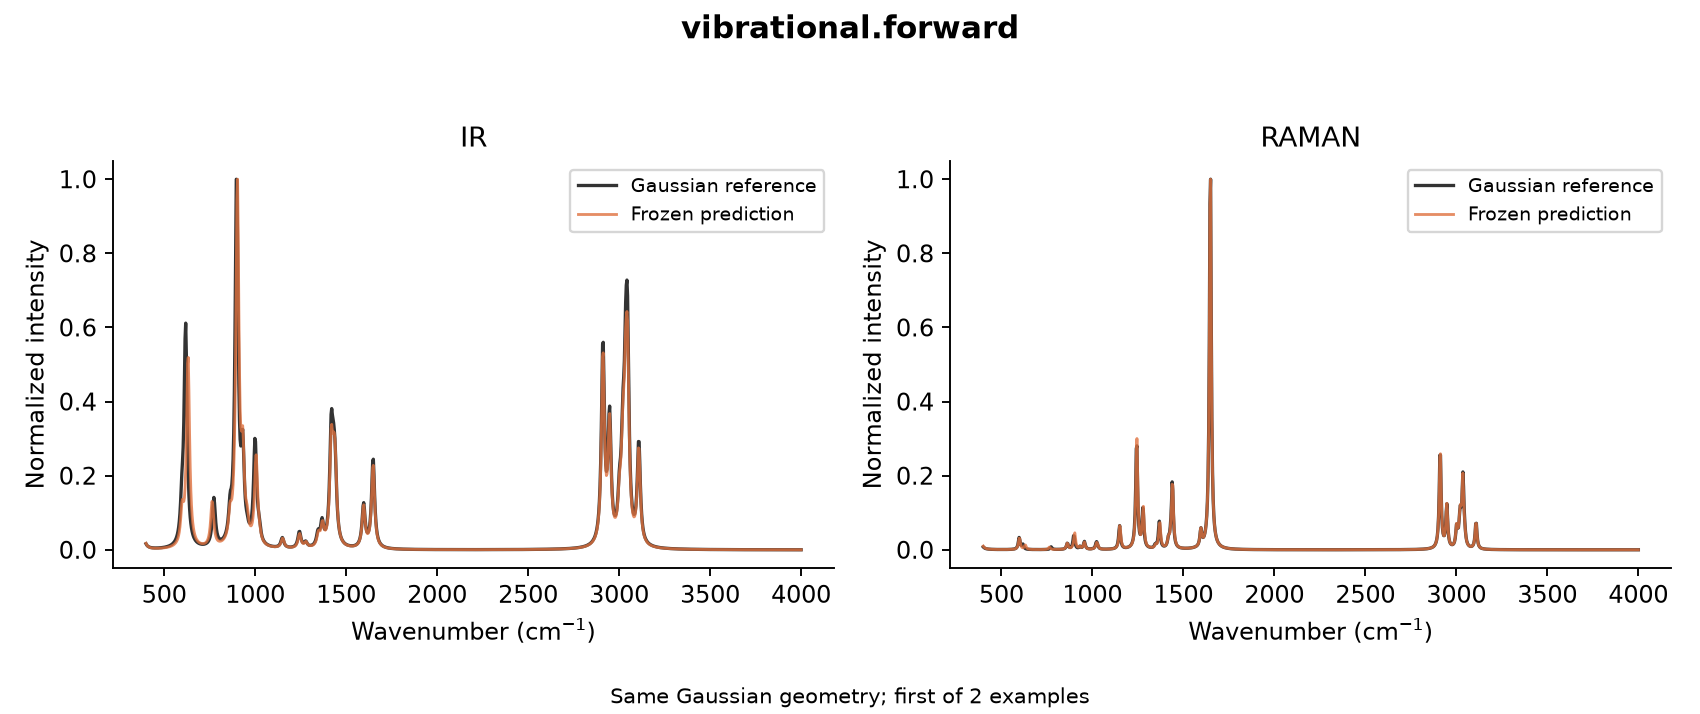 vibrational.forward
IR
Normalized intensity
1.0
0.8
0.6
0.4
0.2
0.0
500 1000 1500 2000 2500 3000 3500 4000
Wavenumber (cm⁻¹)
Gaussian reference
Frozen prediction
RAMAN
Normalized intensity
1.0
0.8
0.6
0.4
0.2
0.0
500 1000 1500 2000 2500 3000 3500 4000
Wavenumber (cm⁻¹)
Gaussian reference
Frozen prediction
Same Gaussian geometry; first of 2 examples